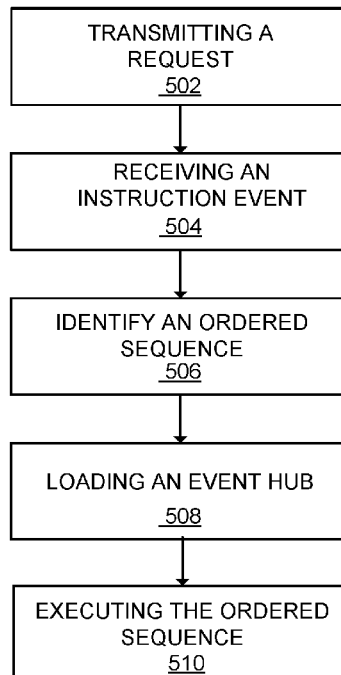 TRANSMITTING A
REQUEST
502
RECEIVING AN
INSTRUCTION EVENT
504
IDENTIFY AN ORDERED
SEQUENCE
506
LOADING AN EVENT HUB
508
EXECUTING THE ORDERED
SEQUENCE
510